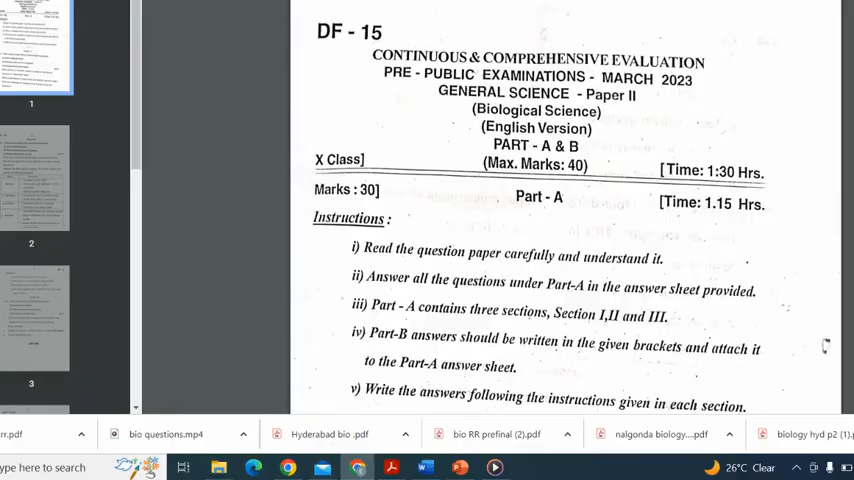 DF - 15
CONTINUOUS & COMPREHENSIVE EVALUATION
PRE - PUBLIC EXAMINATIONS - MARCH 2023
GENERAL SCIENCE - Paper II
(Biological Science)
(English Version)
PART - A & B
X Class] (Max. Marks: 40) [Time: 1:30 Hrs.
Marks : 30] Part - A [Time: 1.15 Hrs.
Instructions :
i) Read the question paper carefully and understand it.
ii) Answer all the questions under Part-A in the answer sheet provided.
iii) Part - A contains three sections, Section I,II and III.
iv) Part-B answers should be written in the given brackets and attach it
to the Part-A answer sheet.
v) Write the answers following the instructions given in each section.
1
2
3
rr.pdf
bio questions.mp4
Hyderabad bio .pdf
bio RR prefinal (2).pdf
nalgonda biology....pdf
biology hyd p2 (1).p
ype here to search
26°C Clear